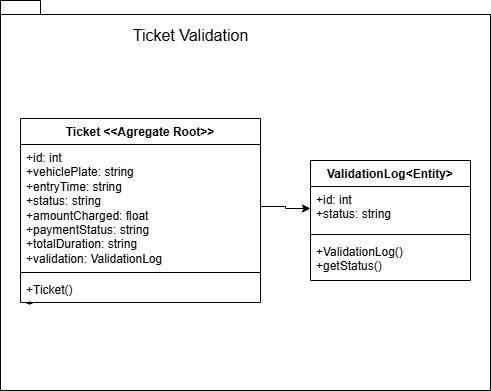 Ticket Validation
Ticket <<Agregate Root>>
+id: int
+vehiclePlate: string
+entryTime: string
+status: string
+amountCharged: float
+paymentStatus: string
+totalDuration: string
+validation: ValidationLog
+Ticket()
ValidationLog<Entity>
+id: int
+status: string
+ValidationLog()
+getStatus()